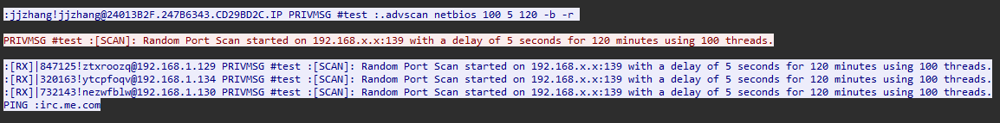 :jjzhang!jjzhang@24013B2F.247B6343.CD29BD2C.IP PRIVMSG #test :.advscan netbios 100 5 120 -b -r
PRIVMSG #test :[SCAN]: Random Port Scan started on 192.168.x.x:139 with a delay of 5 seconds for 120 minutes using 100 threads.
:[RX]|847125!ztxroozq@192.168.1.129 PRIVMSG #test :[SCAN]: Random Port Scan started on 192.168.x.x:139 with a delay of 5 seconds for 120 minutes using 100 threads.
:[RX]|320163!ytcpfoqv@192.168.1.134 PRIVMSG #test :[SCAN]: Random Port Scan started on 192.168.x.x:139 with a delay of 5 seconds for 120 minutes using 100 threads.
:[RX]|732143!nezwfblw@192.168.1.130 PRIVMSG #test :[SCAN]: Random Port Scan started on 192.168.x.x:139 with a delay of 5 seconds for 120 minutes using 100 threads.
PING :irc.me.com